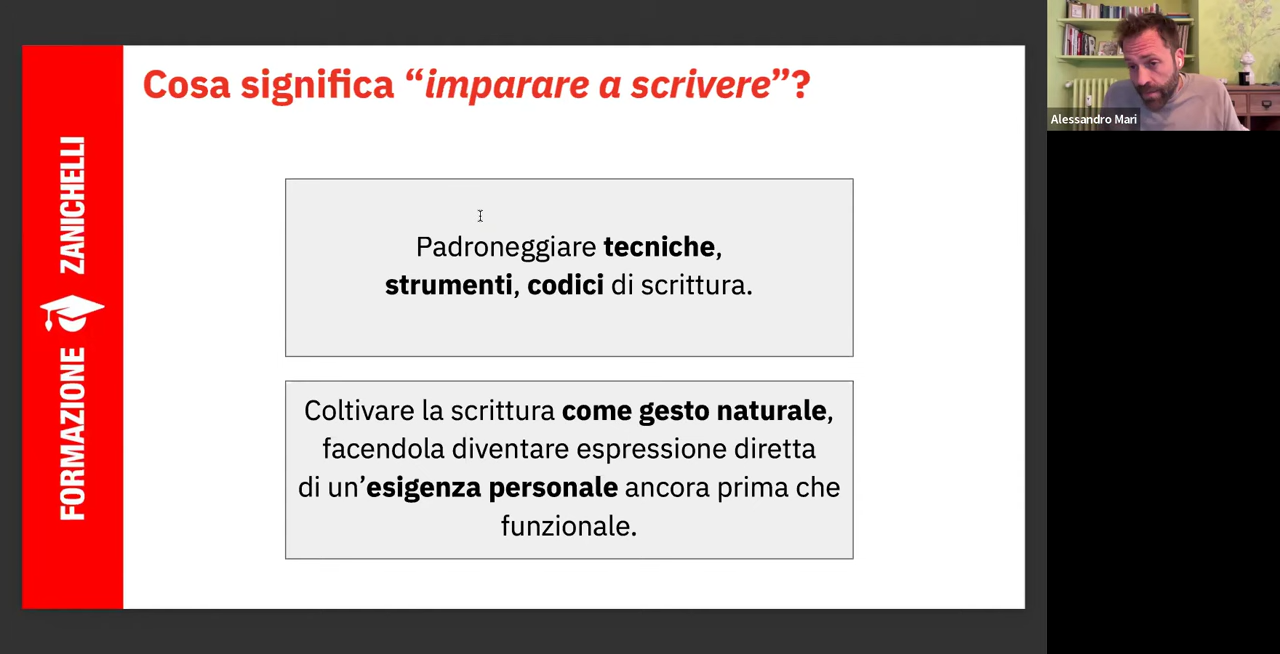 Cosa significa “imparare a scrivere”?
Padroneggiare tecniche,
strumenti, codici di scrittura.
Coltivare la scrittura come gesto naturale,
facendola diventare espressione diretta
di un’esigenza personale ancora prima che
funzionale.
FORMAZIONE ZANICHELLI
Alessandro Mari